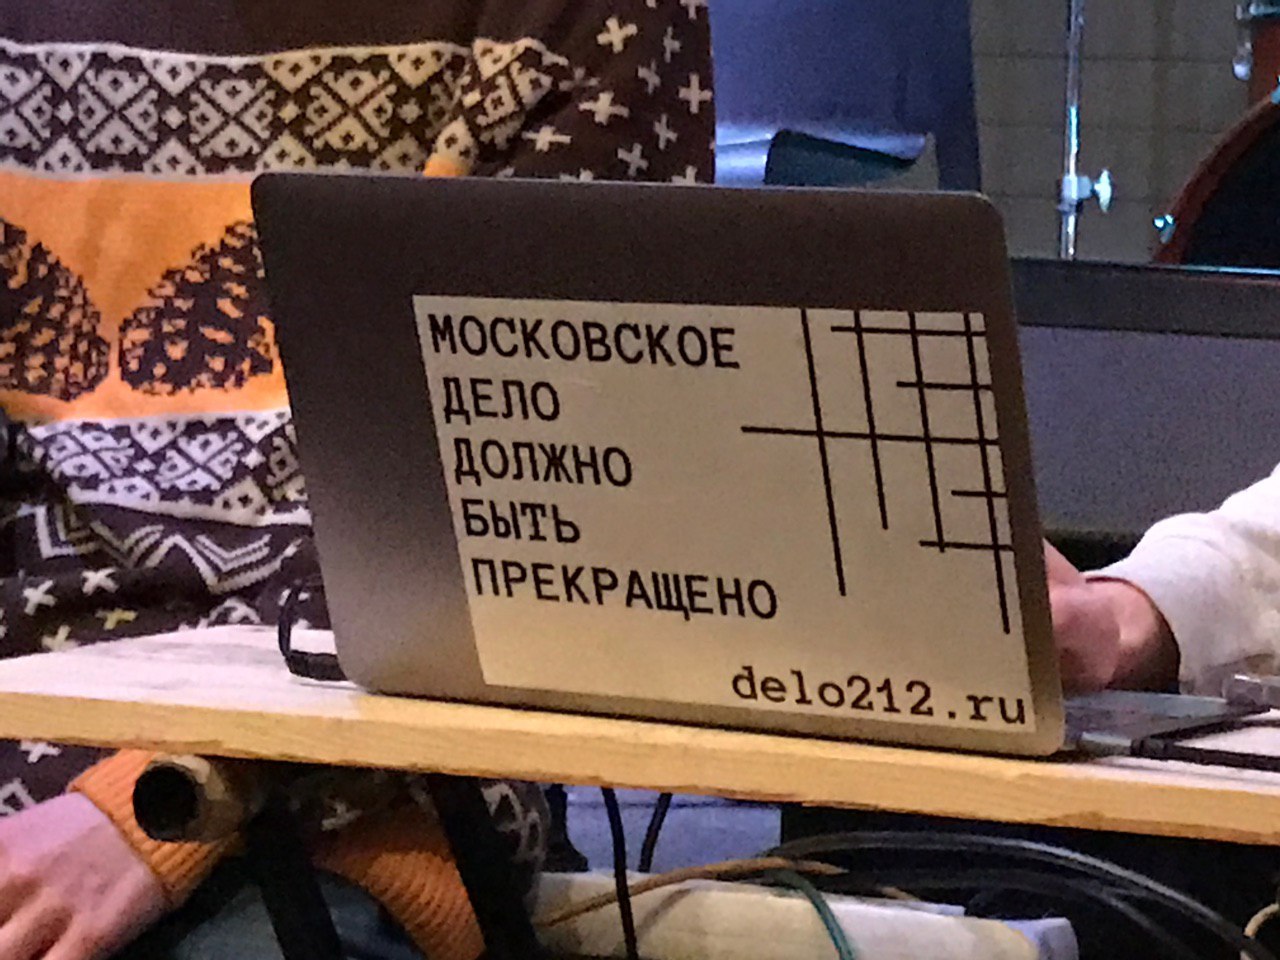 МОСКОВСКОЕ
ДЕЛО
ДОЛЖНО
БЫТЬ
ПРЕКРАЩЕНО
delo212.ru